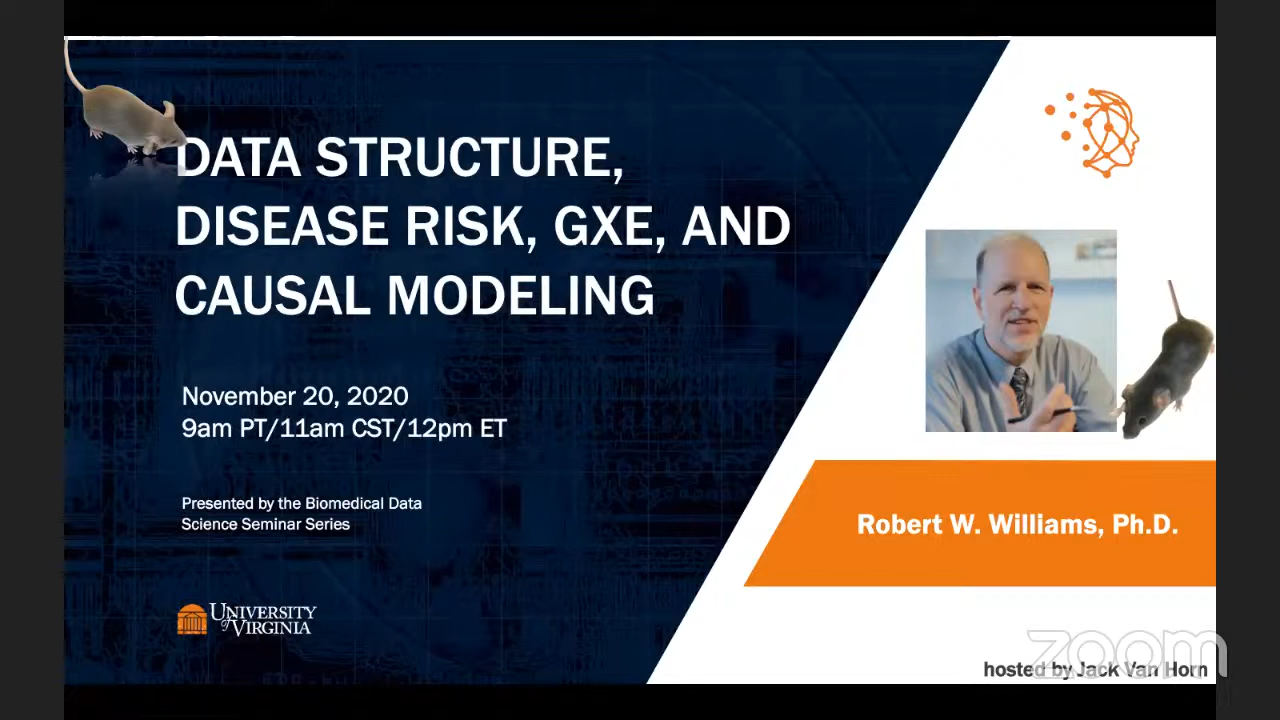 DATA STRUCTURE,
DISEASE RISK, GXE, AND
CAUSAL MODELING
November 20, 2020
9am PT/11am CST/12pm ET
Presented by the Biomedical Data
Science Seminar Series
UNIVERSITY
of VIRGINIA
Robert W. Williams, Ph.D.
zoom
hosted by Jack Van Horn